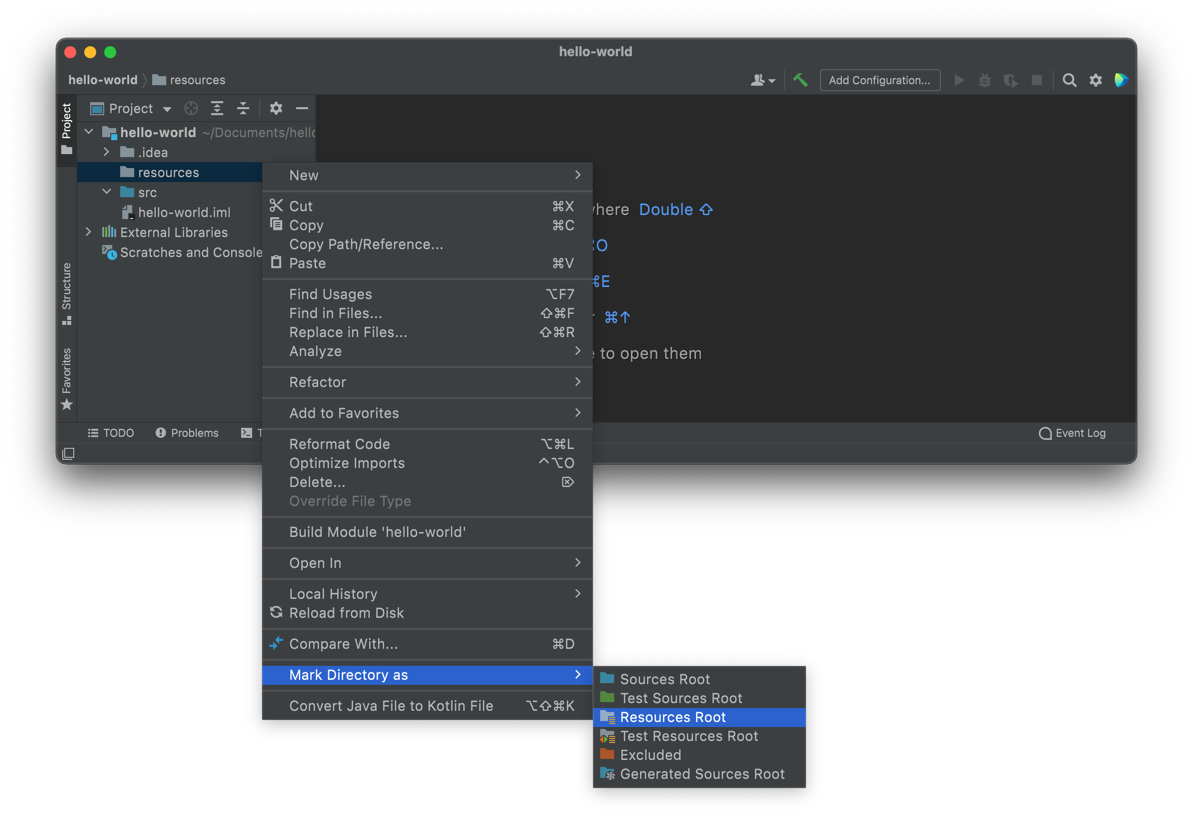 hello-world
hello-world resources
Add Configuration...
Project
Project
hello-world ~/Documents/hello
.idea
resources
src
hello-world.iml
External Libraries
Scratches and Console
Structure
Favorites
New
Cut ⌘X
Copy ⌘C
Copy Path/Reference...
Paste ⌘V
Find Usages ⌥F7
Find in Files... ⇧⌘F
Replace in Files... ⇧⌘R
Analyze
Refactor
Add to Favorites
Reformat Code ⌥⌘L
Optimize Imports ^⌥O
Delete... ⌦
Override File Type
Build Module 'hello-world'
Open In
Local History
Reload from Disk
Compare With... ⌘D
Mark Directory as
Convert Java File to Kotlin File ⌥⇧⌘K
Double ⇧
O
⌘E
⌘↑
to open them
TODO Problems
Event Log
Sources Root
Test Sources Root
Resources Root
Test Resources Root
Excluded
Generated Sources Root